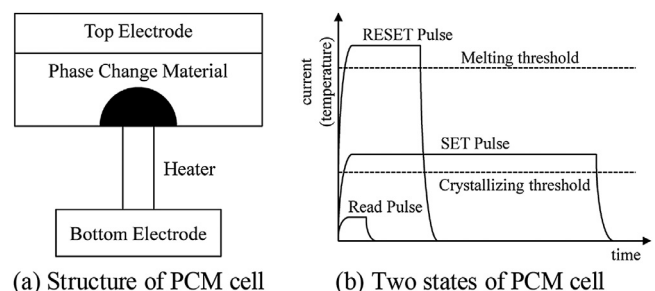 Top Electrode
Phase Change Material
Heater
Bottom Electrode
(a) Structure of PCM cell
current
(temperature)
RESET Pulse
Melting threshold
SET Pulse
Crystallizing threshold
Read Pulse
time
(b) Two states of PCM cell